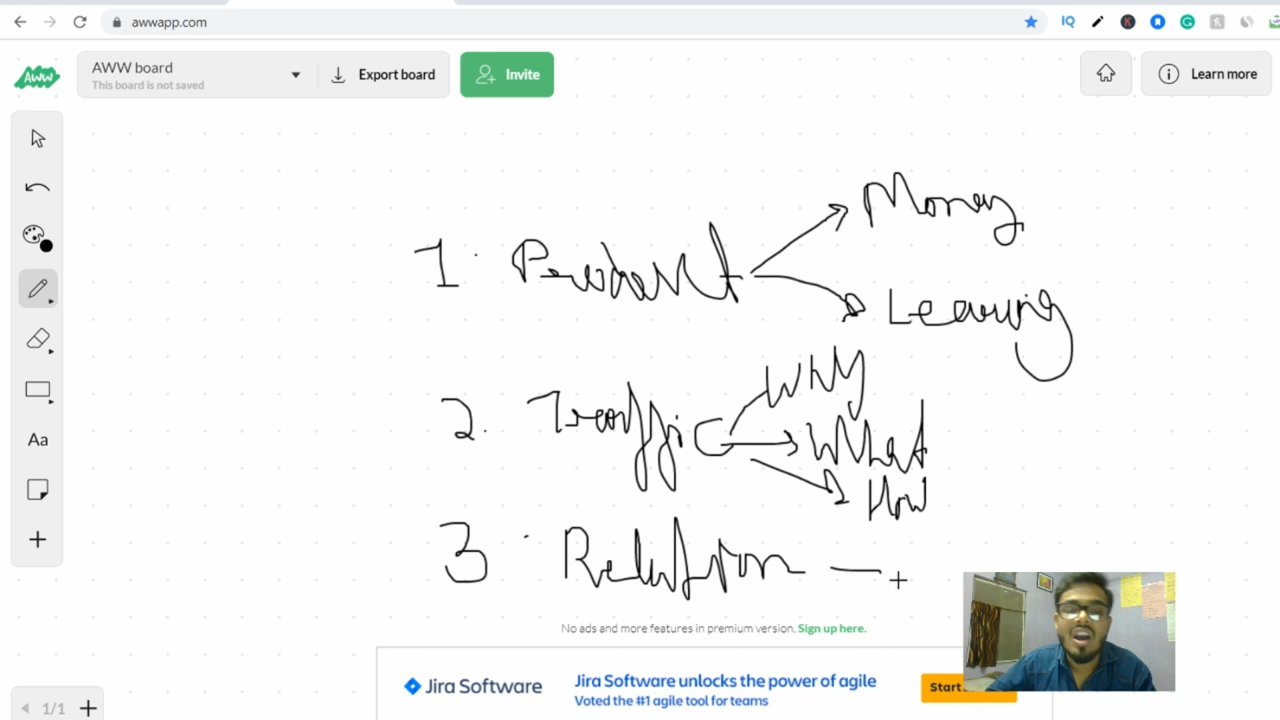 awwapp.com
AWW
AWW board
This board is not saved
Export board
Invite
Learn more
Money
1.
Learning
Why
2. Traffic What
How
3. Relation —
Aa
No ads and more features in premium version. Sign up here.
Jira Software
Jira Software unlocks the power of agile
Voted the #1 agile tool for teams
Start
1/1